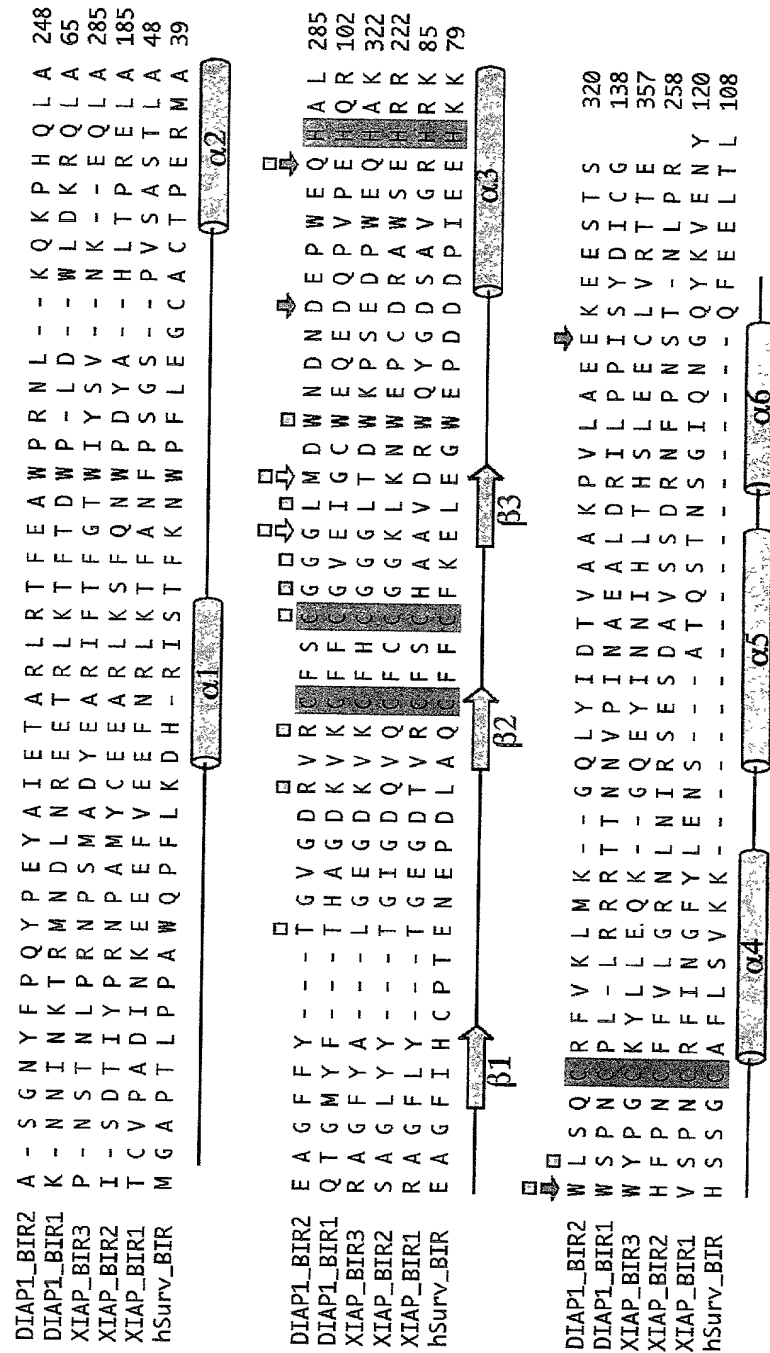 DIAP1_BIR2 A - S G N Y F P Q Y P E Y A I E T A R L R T F E A W P R N L - - K Q K P H Q L A 248
DIAP1_BIR1 K - N N I N K T R M N D L N R E E T R L K T F T D W P - L D - - W L D K R Q L A 65
XIAP_BIR3 P - N S T N L P R N P S M A D Y E A R I F T F G T W I Y S V - - N K - - E Q L A 285
XIAP_BIR2 I - S D T I Y P R N P A M Y C E E A R L K S F Q N W P D Y A - - H L T P R E L A 185
XIAP_BIR1 T C V P A D I N K E E E F V E E F N R L K T F A N F P S G S - - P V S A S T L A 48
hSurv_BIR M G A P T L P P A W Q P F L K D H - R I S T F K N W P F L E G C A C T P E R M A 39
α1 α2
DIAP1_BIR2 E A G F F Y - - - - T G V G D R V R C F S C G G G L M D W N D N D E P W E Q H A L 285
DIAP1_BIR1 Q T G M Y F - - - - T H A G D K V K C F F C G V E I G C W E Q E D Q P V P E H Q R 102
XIAP_BIR3 R A G F Y A - - - - L G E G D K V K C F H C G G G L T D W K P S E D P W E Q H A K 322
XIAP_BIR2 S A G L Y Y - - - - T G I G D Q V Q C F C C G G K L K N W E P C D R A W S E H R R 222
XIAP_BIR1 R A G F L Y - - - - T G E G D T V R C F S C H A A V D R W Q Y G D S A V G R H R K 85
hSurv_BIR E A G F I H C P T E N E P D L A Q C F F C F K E L E G W E P D D D P I E E H K K 79
β1 β2 β3 α3
DIAP1_BIR2 W L S Q C R F V K L M K - - G Q L Y I D T V A A K P V L A E E K E E S T S 320
DIAP1_BIR1 W S P N C P L - L R R R T T N N V P I N A E A L D R I L P P I S Y D I C G 138
XIAP_BIR3 W Y P G C K Y L L E.Q K - - G Q E Y I N N I H L T H S L E E C L V R T T E 357
XIAP_BIR2 H F P N C F F V L G R N L N I R S E S D A V S S D R N F P N S T - N L P R 258
XIAP_BIR1 V S P N C R F I N G F Y L E N S - - - - A T Q S T N S G I Q N G Q Y K V E N Y 120
hSurv_BIR H S S G C A F L S V K K - - - - - - - - - - - - - - - - - - - - Q F E E L T L 108
α4 α5 α6